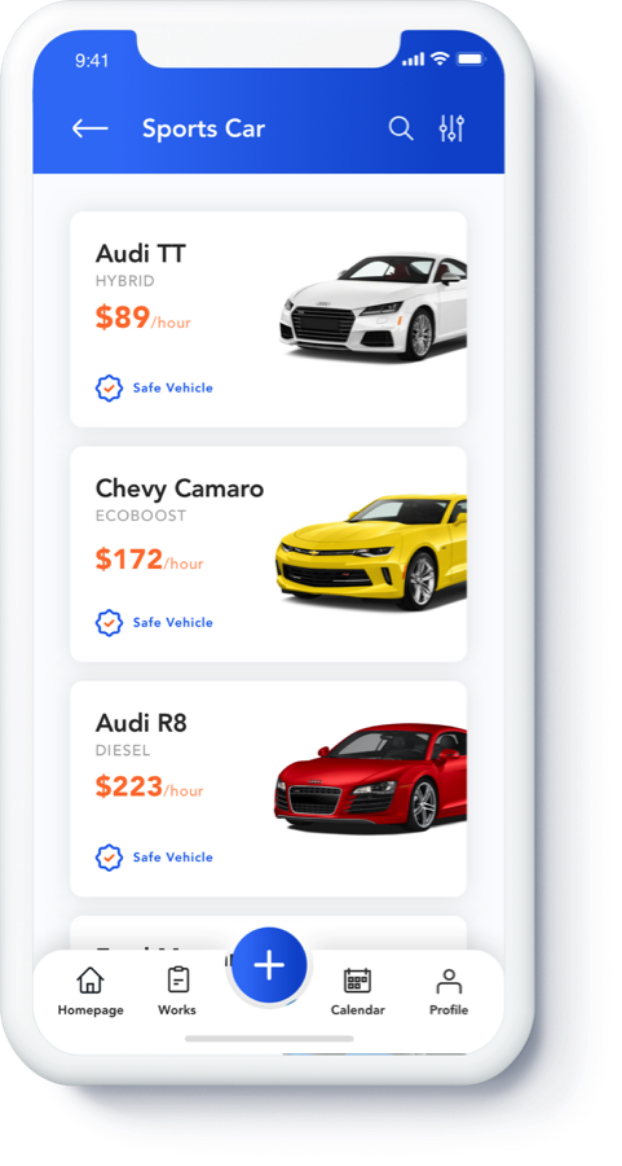 9:41
Sports Car
Audi TT
HYBRID
$89/hour
Safe Vehicle
Chevy Camaro
ECOBOOST
$172/hour
Safe Vehicle
Audi R8
DIESEL
$223/hour
Safe Vehicle
Homepage
Works
Calendar
Profile